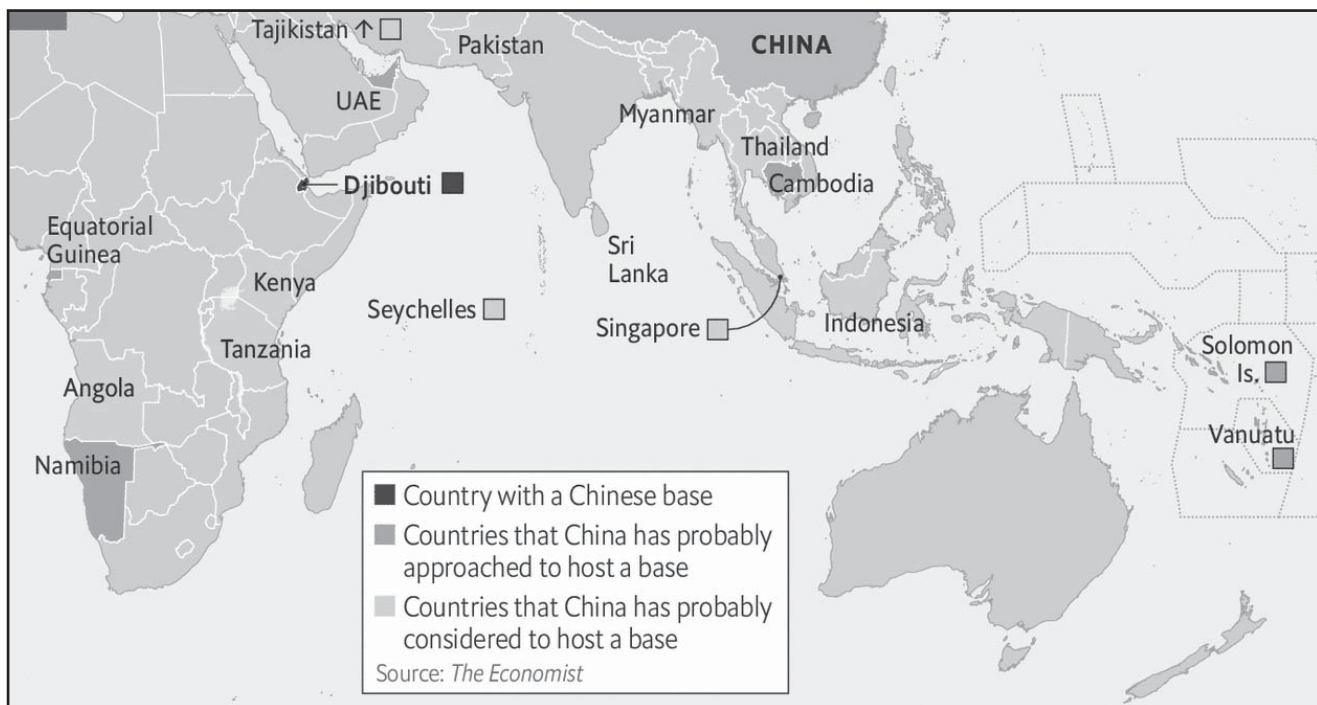 Tajikistan ↑
Pakistan
CHINA
UAE
Myanmar
Thailand
Cambodia
Djibouti
Equatorial
Guinea
Kenya
Sri
Lanka
Seychelles
Singapore
Indonesia
Tanzania
Solomon
Is.
Angola
Vanuatu
Namibia
Country with a Chinese base
Countries that China has probably
approached to host a base
Countries that China has probably
considered to host a base
Source: The Economist